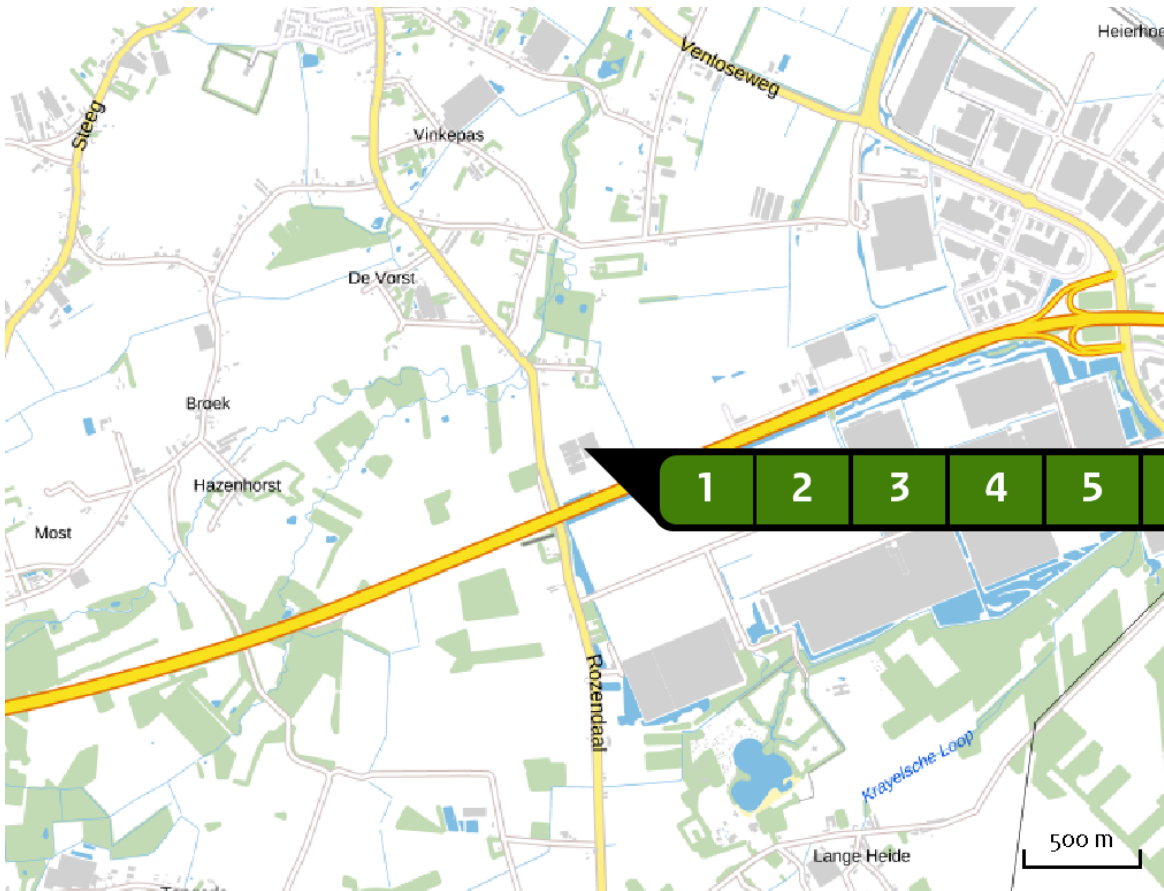 Heierhoe
Venloseweg
Steeg
Vinkepas
De Vorst
Broek
Hazenhorst
1 2 3 4 5
Most
Rozendaal
Krayelsche Loop
500 m
Lange Heide